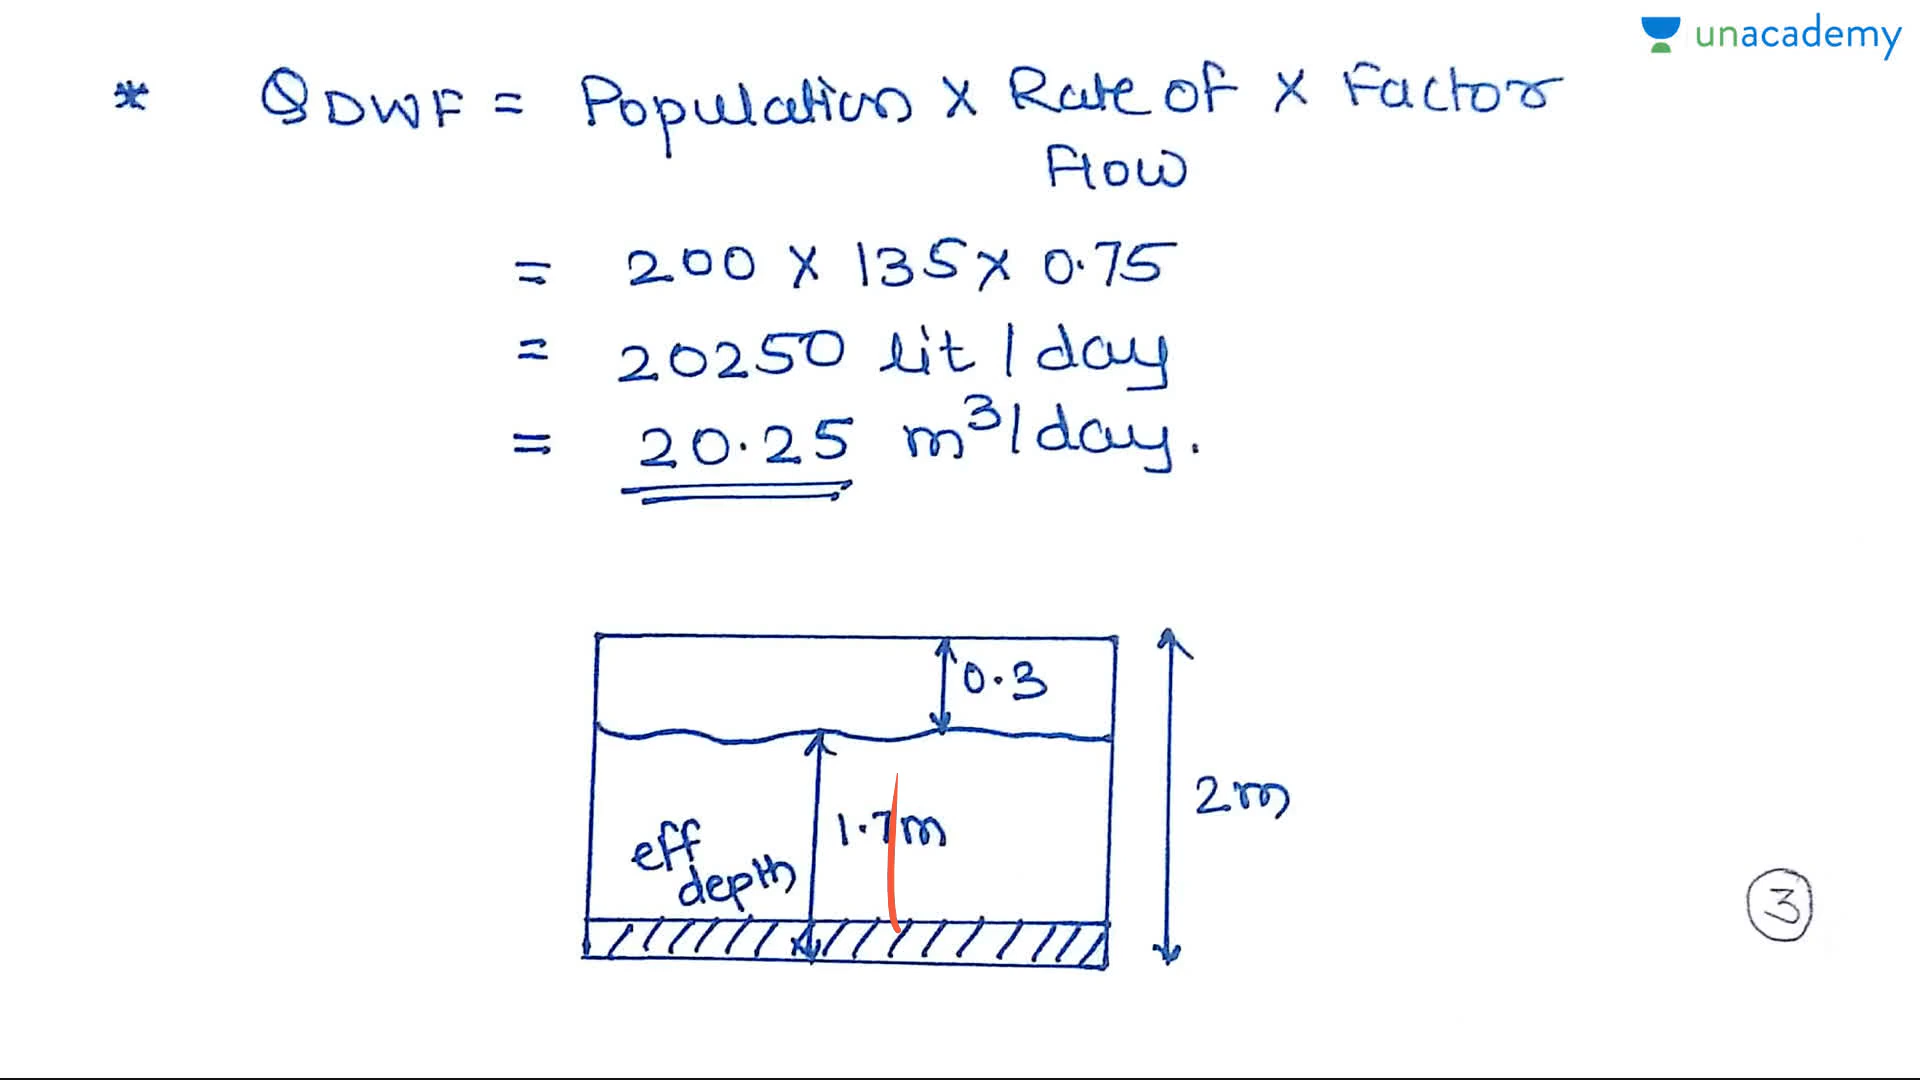 unacademy
* QDWF = Population x Rate of x Factor
Flow
= 200 x 135 x 0.75
= 20250 lit / day
= 20.25 m³/day.
0.3
2m
1.7m
eff
depth
3